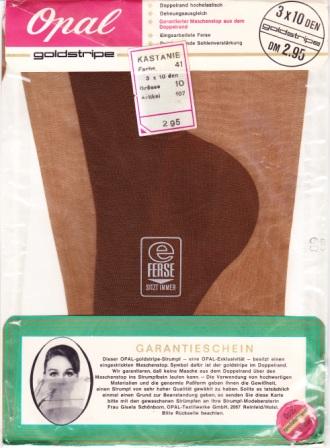 Opal
goldstripe
Doppelrand hochelastisch
Dehnungsausgleich
Garantierter Maschenstop aus dem
Doppelrand
Eingearbeitete Ferse
Sohlenverstärkung
3 x 10 DEN
goldstripe
DM 2.95
KASTANIE
Farbe 41
3 x 10 den
Grösse 10
Artikel 107
2.95
e
FERSE
SITZT IMMER
GARANTIESCHEIN
Dieser OPAL-goldstripe-Strumpf — eine OPAL-Exklusivität — besitzt einen
eingestrickten Maschenstop. Symbol dafür ist der goldstripe im Doppelrand.
Wir garantieren, daß keine Masche aus dem Doppelrand über den
Maschenstop ins Strumpfbein laufen kann. — Die Verwendung von hochwertigen
Materialien und die genormte Paßform geben Ihnen die Gewißheit,
einen Strumpf von sehr hoher Qualität gewählt zu haben. Sollte es tatsächlich
einmal einen Grund zur Beanstandung geben, so senden Sie diese Karte
bitte mit den gewaschenen Strümpfen an Ihre Strumpf-Modeberaterin
Frau Gisela Schönborn, OPAL-Textilwerke GmbH, 2067 Reinfeld/Holst.
Bitte Rückseite beachten.